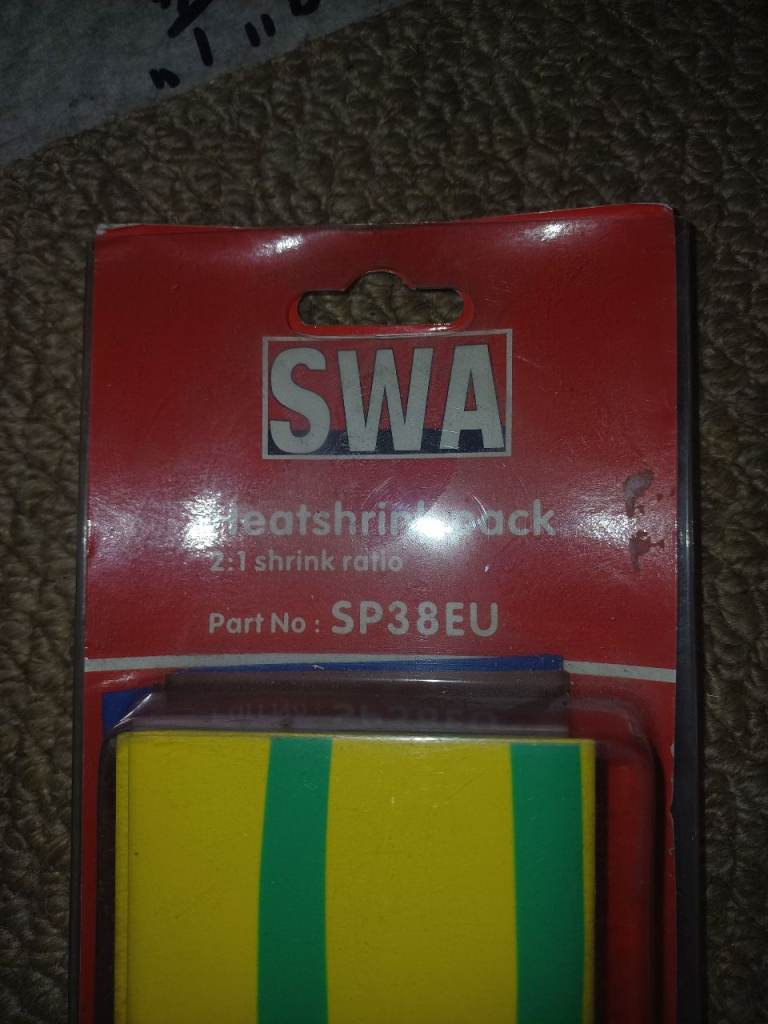 SWA
Heatshrink pack
2:1 shrink ratio
Part No : SP38EU